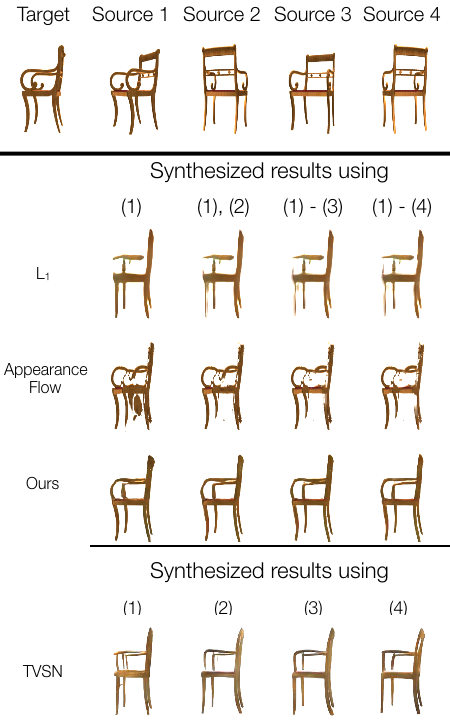 Target Source 1 Source 2 Source 3 Source 4
Synthesized results using
(1) (1), (2) (1) - (3) (1) - (4)
L₁
Appearance
Flow
Ours
Synthesized results using
(1) (2) (3) (4)
TVSN